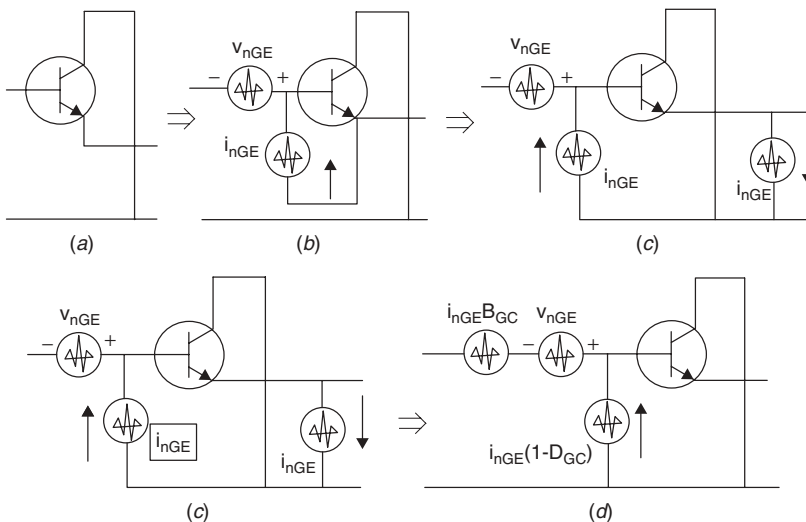 v_nGE
− +
i_nGE
⇒
(a)
(b)
⇒
v_nGE
− +
i_nGE
i_nGE
(c)
v_nGE
− +
i_nGE
i_nGE
(c)
⇒
i_nGE B_GC v_nGE
− +
i_nGE(1-D_GC)
(d)